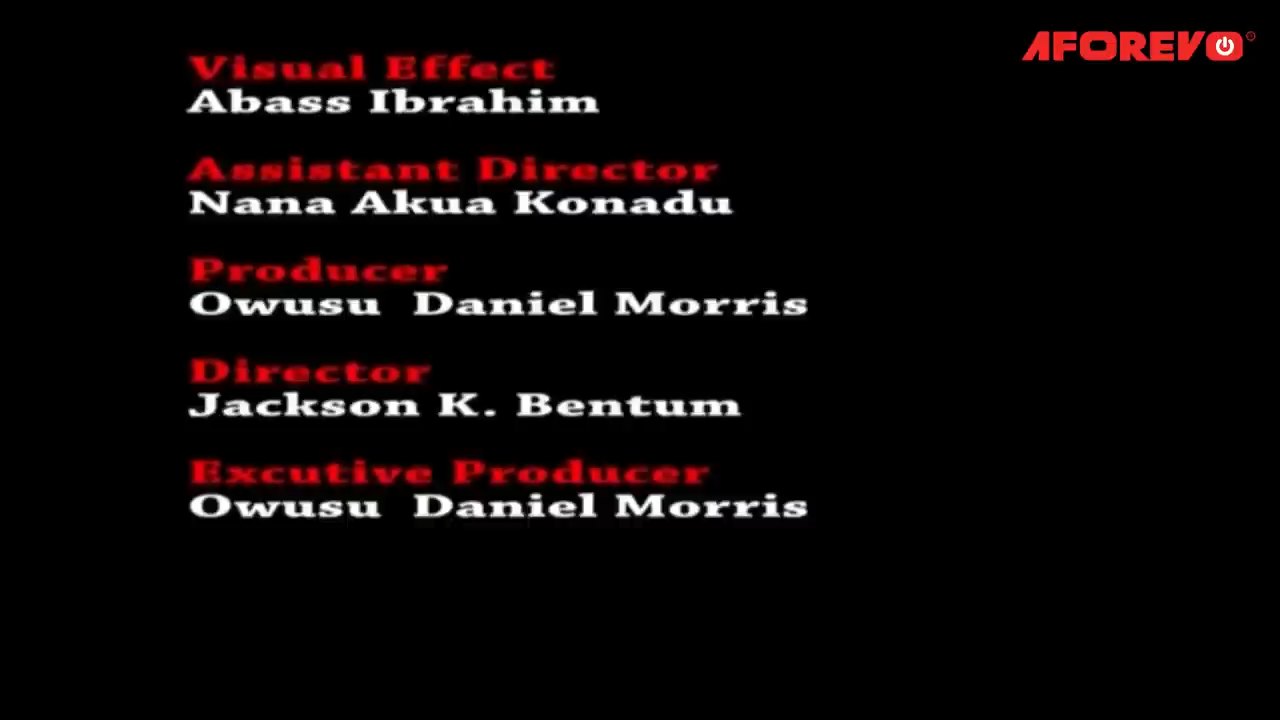 AFOREVO
Visual Effect
Abass Ibrahim
Assistant Director
Nana Akua Konadu
Producer
Owusu Daniel Morris
Director
Jackson K. Bentum
Excutive Producer
Owusu Daniel Morris